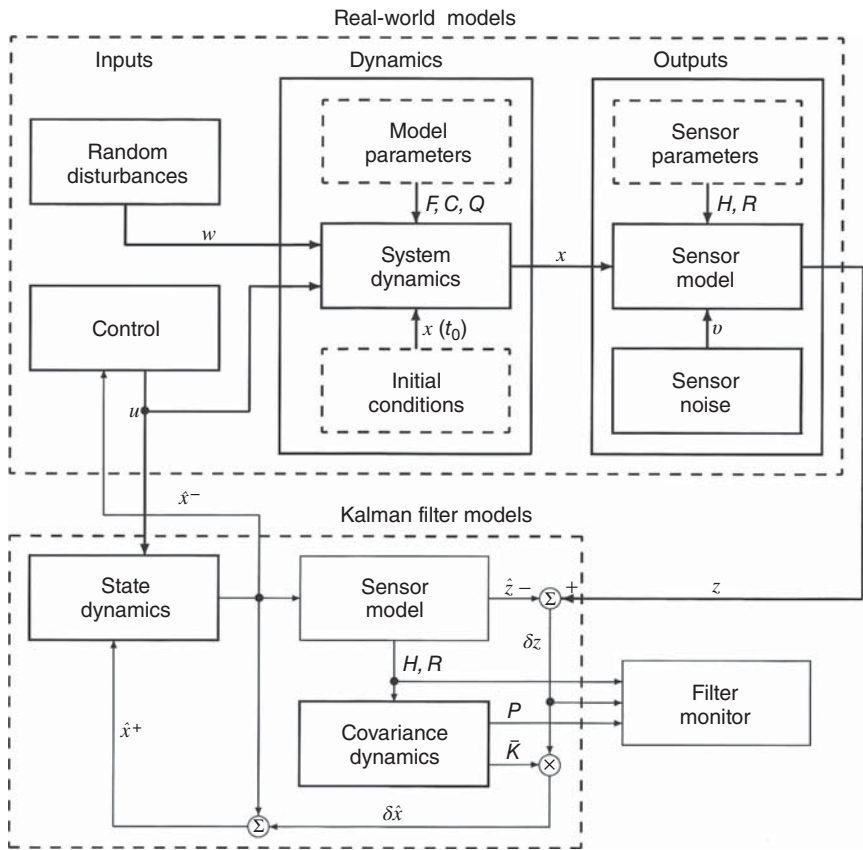 Real-world models
Inputs
Dynamics
Outputs
Random
disturbances
Model
parameters
Sensor
parameters
F, C, Q
H, R
w
System
dynamics
x
Sensor
model
Control
x (t₀)
υ
Initial
conditions
Sensor
noise
u
x̂⁻
Kalman filter models
State
dynamics
Sensor
model
ẑ −
Σ
+
z
δz
H, R
Filter
monitor
x̂⁺
Covariance
dynamics
P
K̄
×
δx̂
Σ